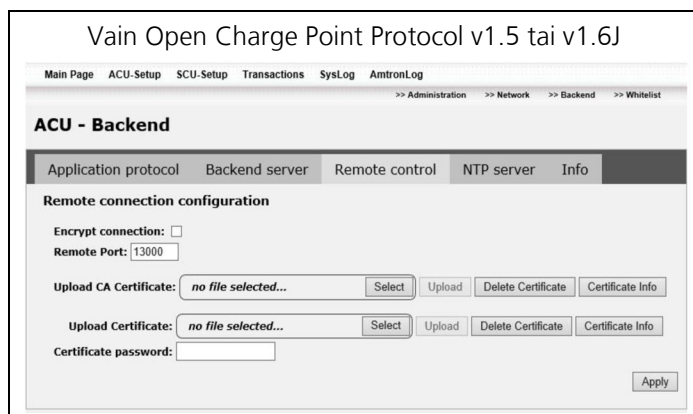 Vain Open Charge Point Protocol v1.5 tai v1.6J
Main Page ACU-Setup SCU-Setup Transactions SysLog AmtronLog
>> Administration >> Network >> Backend >> Whitelist
ACU - Backend
Application protocol Backend server Remote control NTP server Info
Remote connection configuration
Encrypt connection:
Remote Port: 13000
Upload CA Certificate: no file selected... Select Upload Delete Certificate Certificate Info
Upload Certificate: no file selected... Select Upload Delete Certificate Certificate Info
Certificate password:
Apply